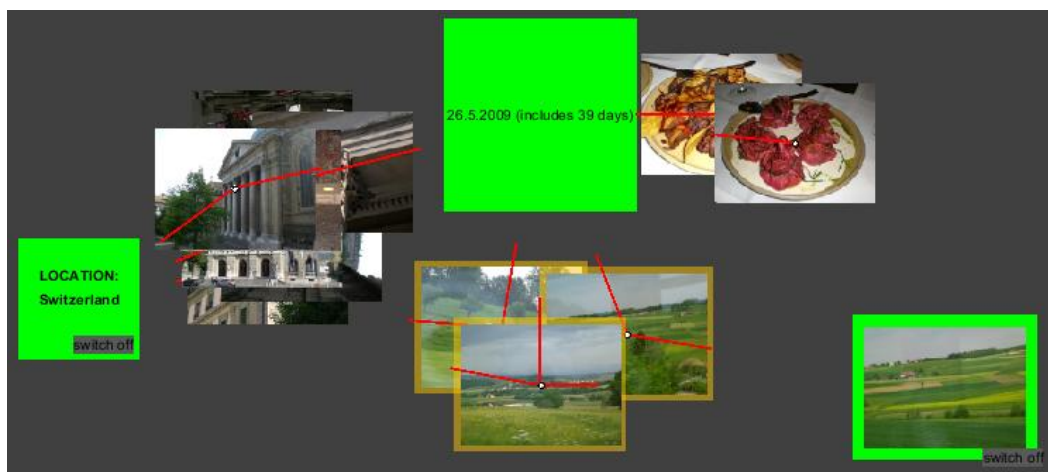 26.5.2009 (includes 39 days)
LOCATION:
Switzerland
switch off
switch off